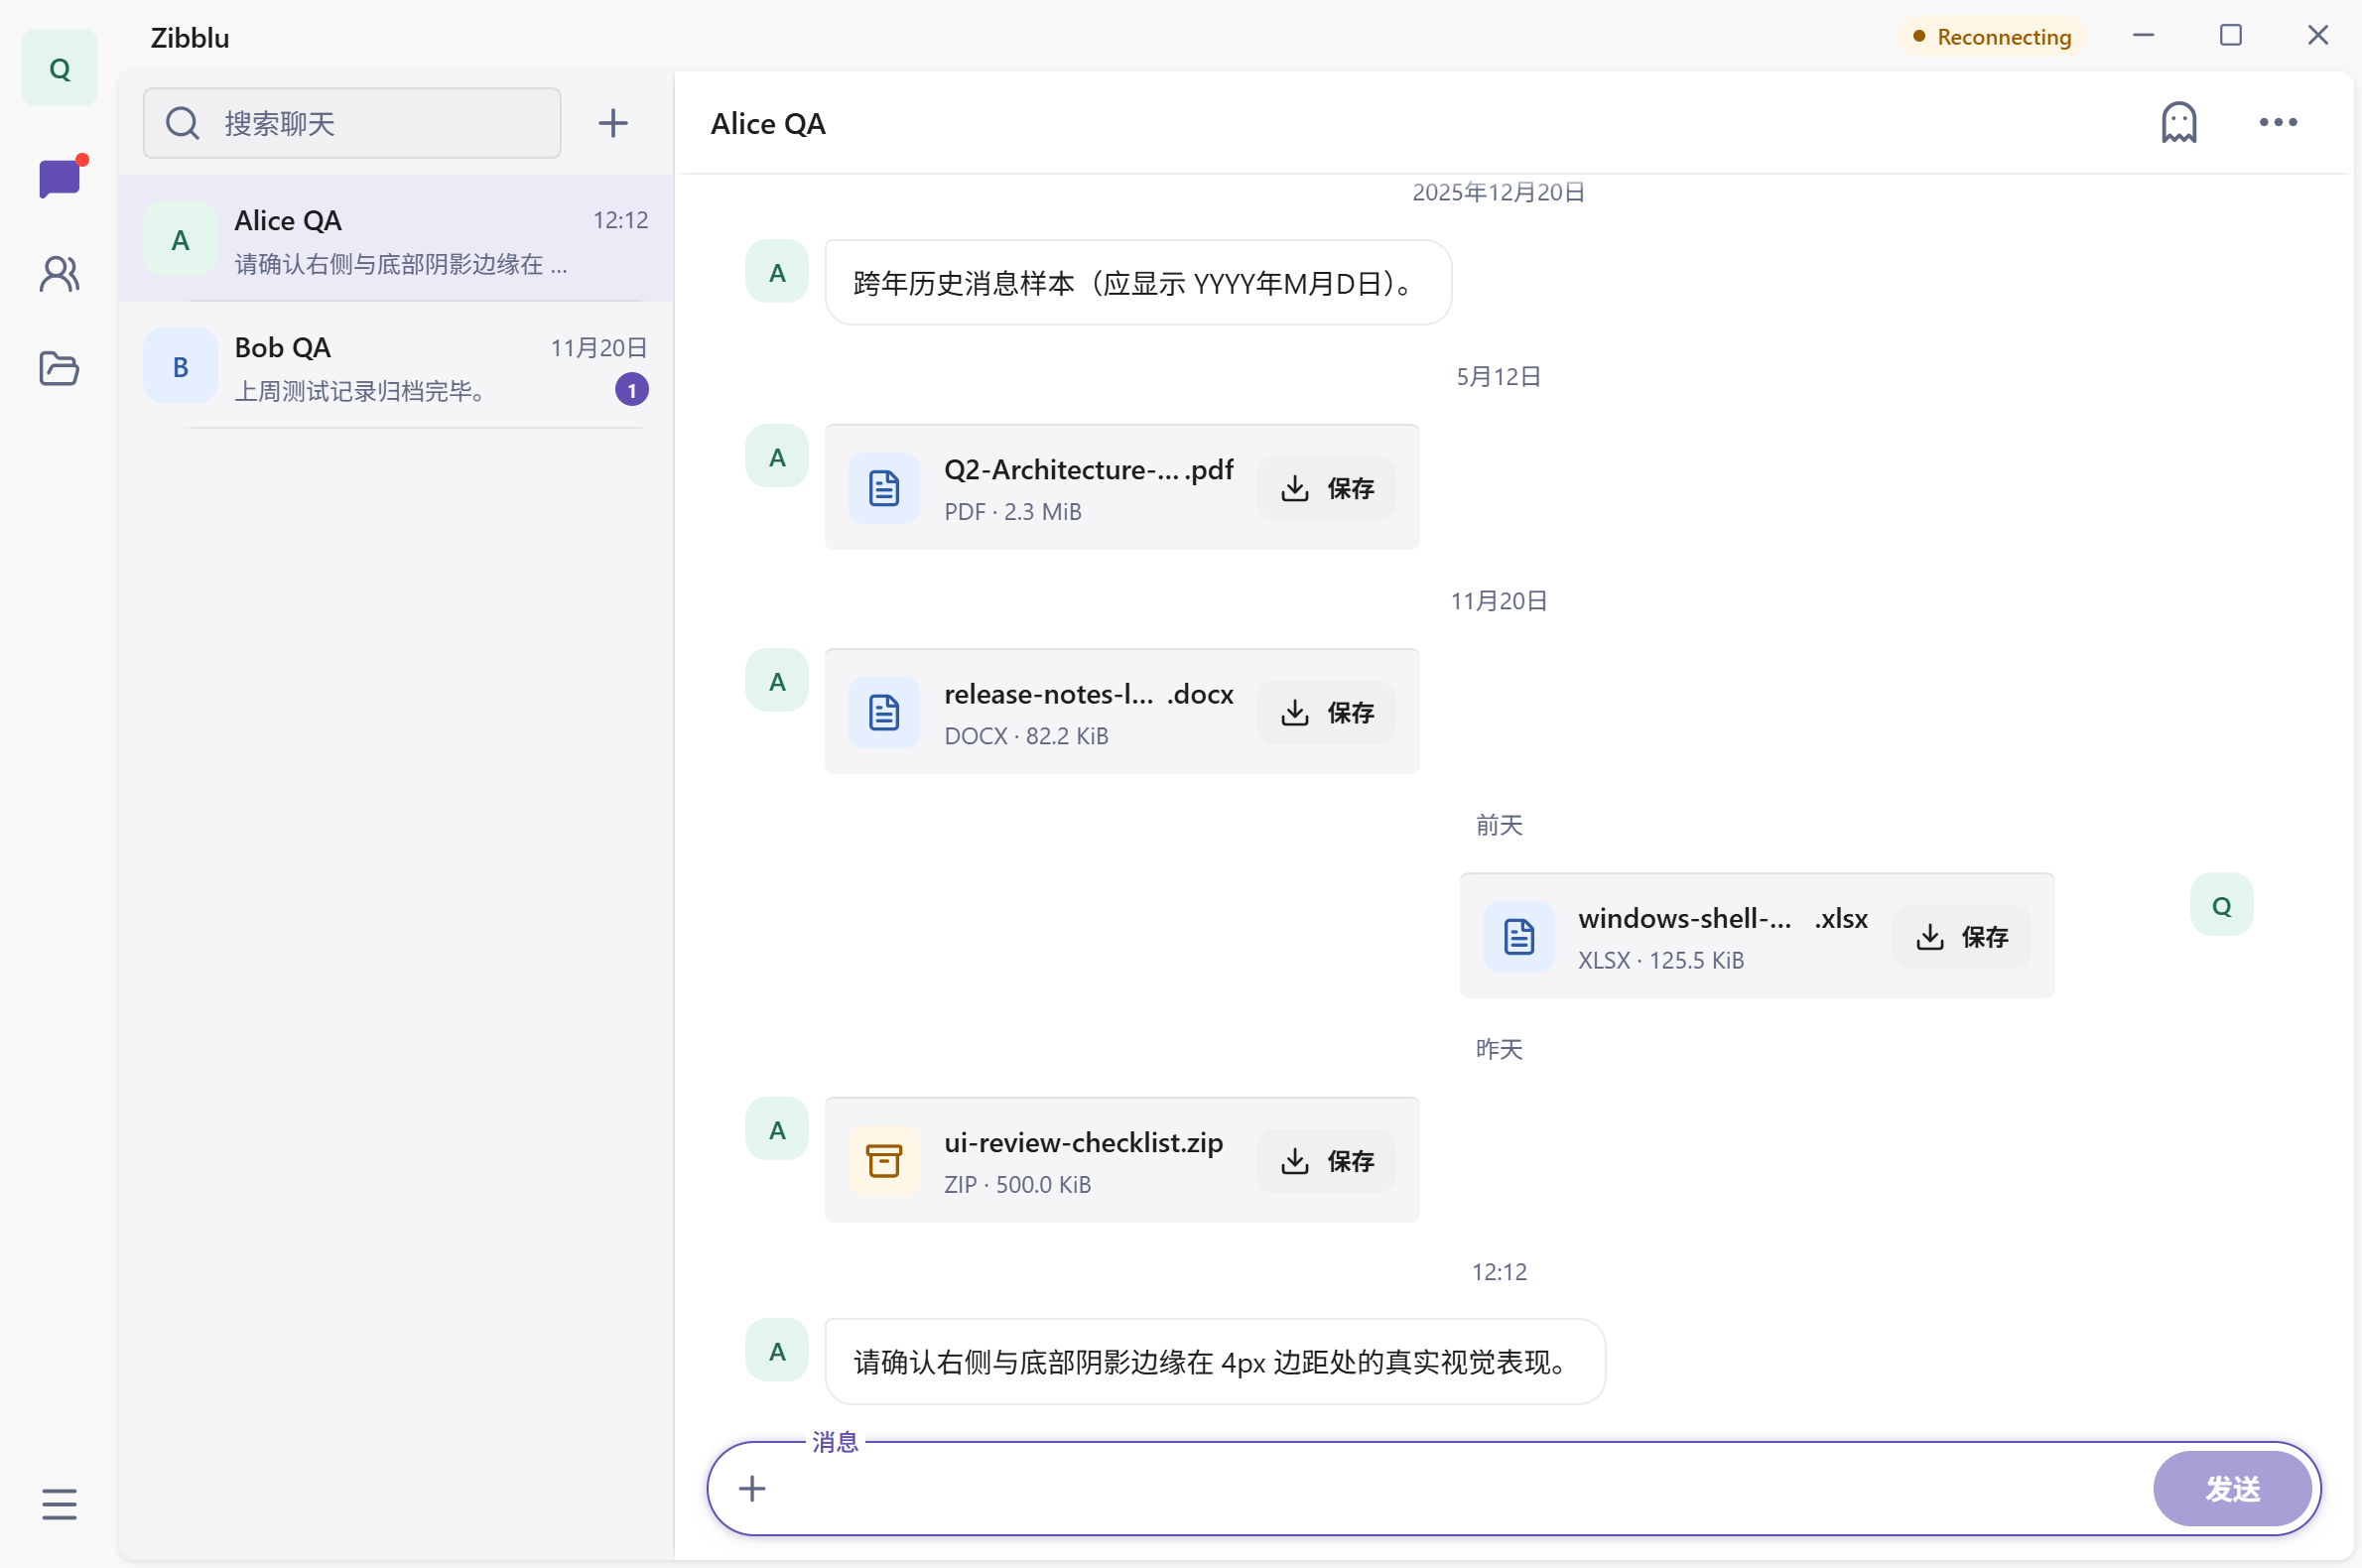 Q
Zibblu
Reconnecting
搜索聊天
A
Alice QA
12:12
请确认右侧与底部阴影边缘在 ...
B
Bob QA
11月20日
上周测试记录归档完毕。
1
Alice QA
2025年12月20日
A
跨年历史消息样本（应显示 YYYY年M月D日）。
5月12日
A
Q2-Architecture-... .pdf
PDF · 2.3 MiB
保存
11月20日
A
release-notes-l... .docx
DOCX · 82.2 KiB
保存
前天
windows-shell-... .xlsx
XLSX · 125.5 KiB
保存
Q
昨天
A
ui-review-checklist.zip
ZIP · 500.0 KiB
保存
12:12
A
请确认右侧与底部阴影边缘在 4px 边距处的真实视觉表现。
消息
发送